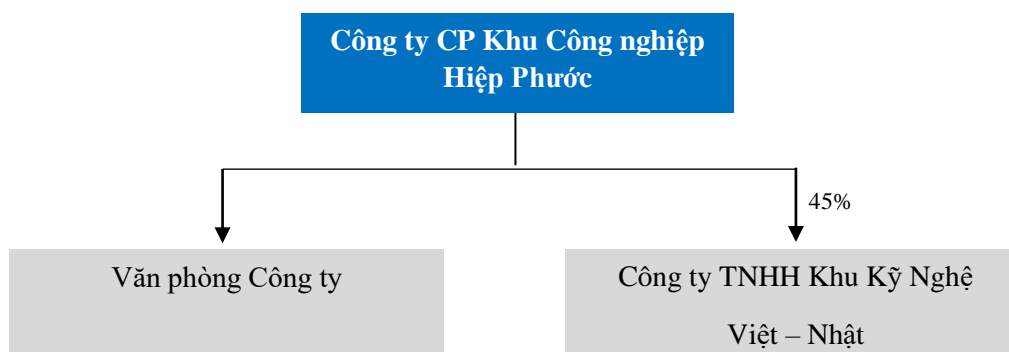 Công ty CP Khu Công nghiệp
Hiệp Phước
45%
Văn phòng Công ty
Công ty TNHH Khu Kỹ Nghệ
Việt – Nhật